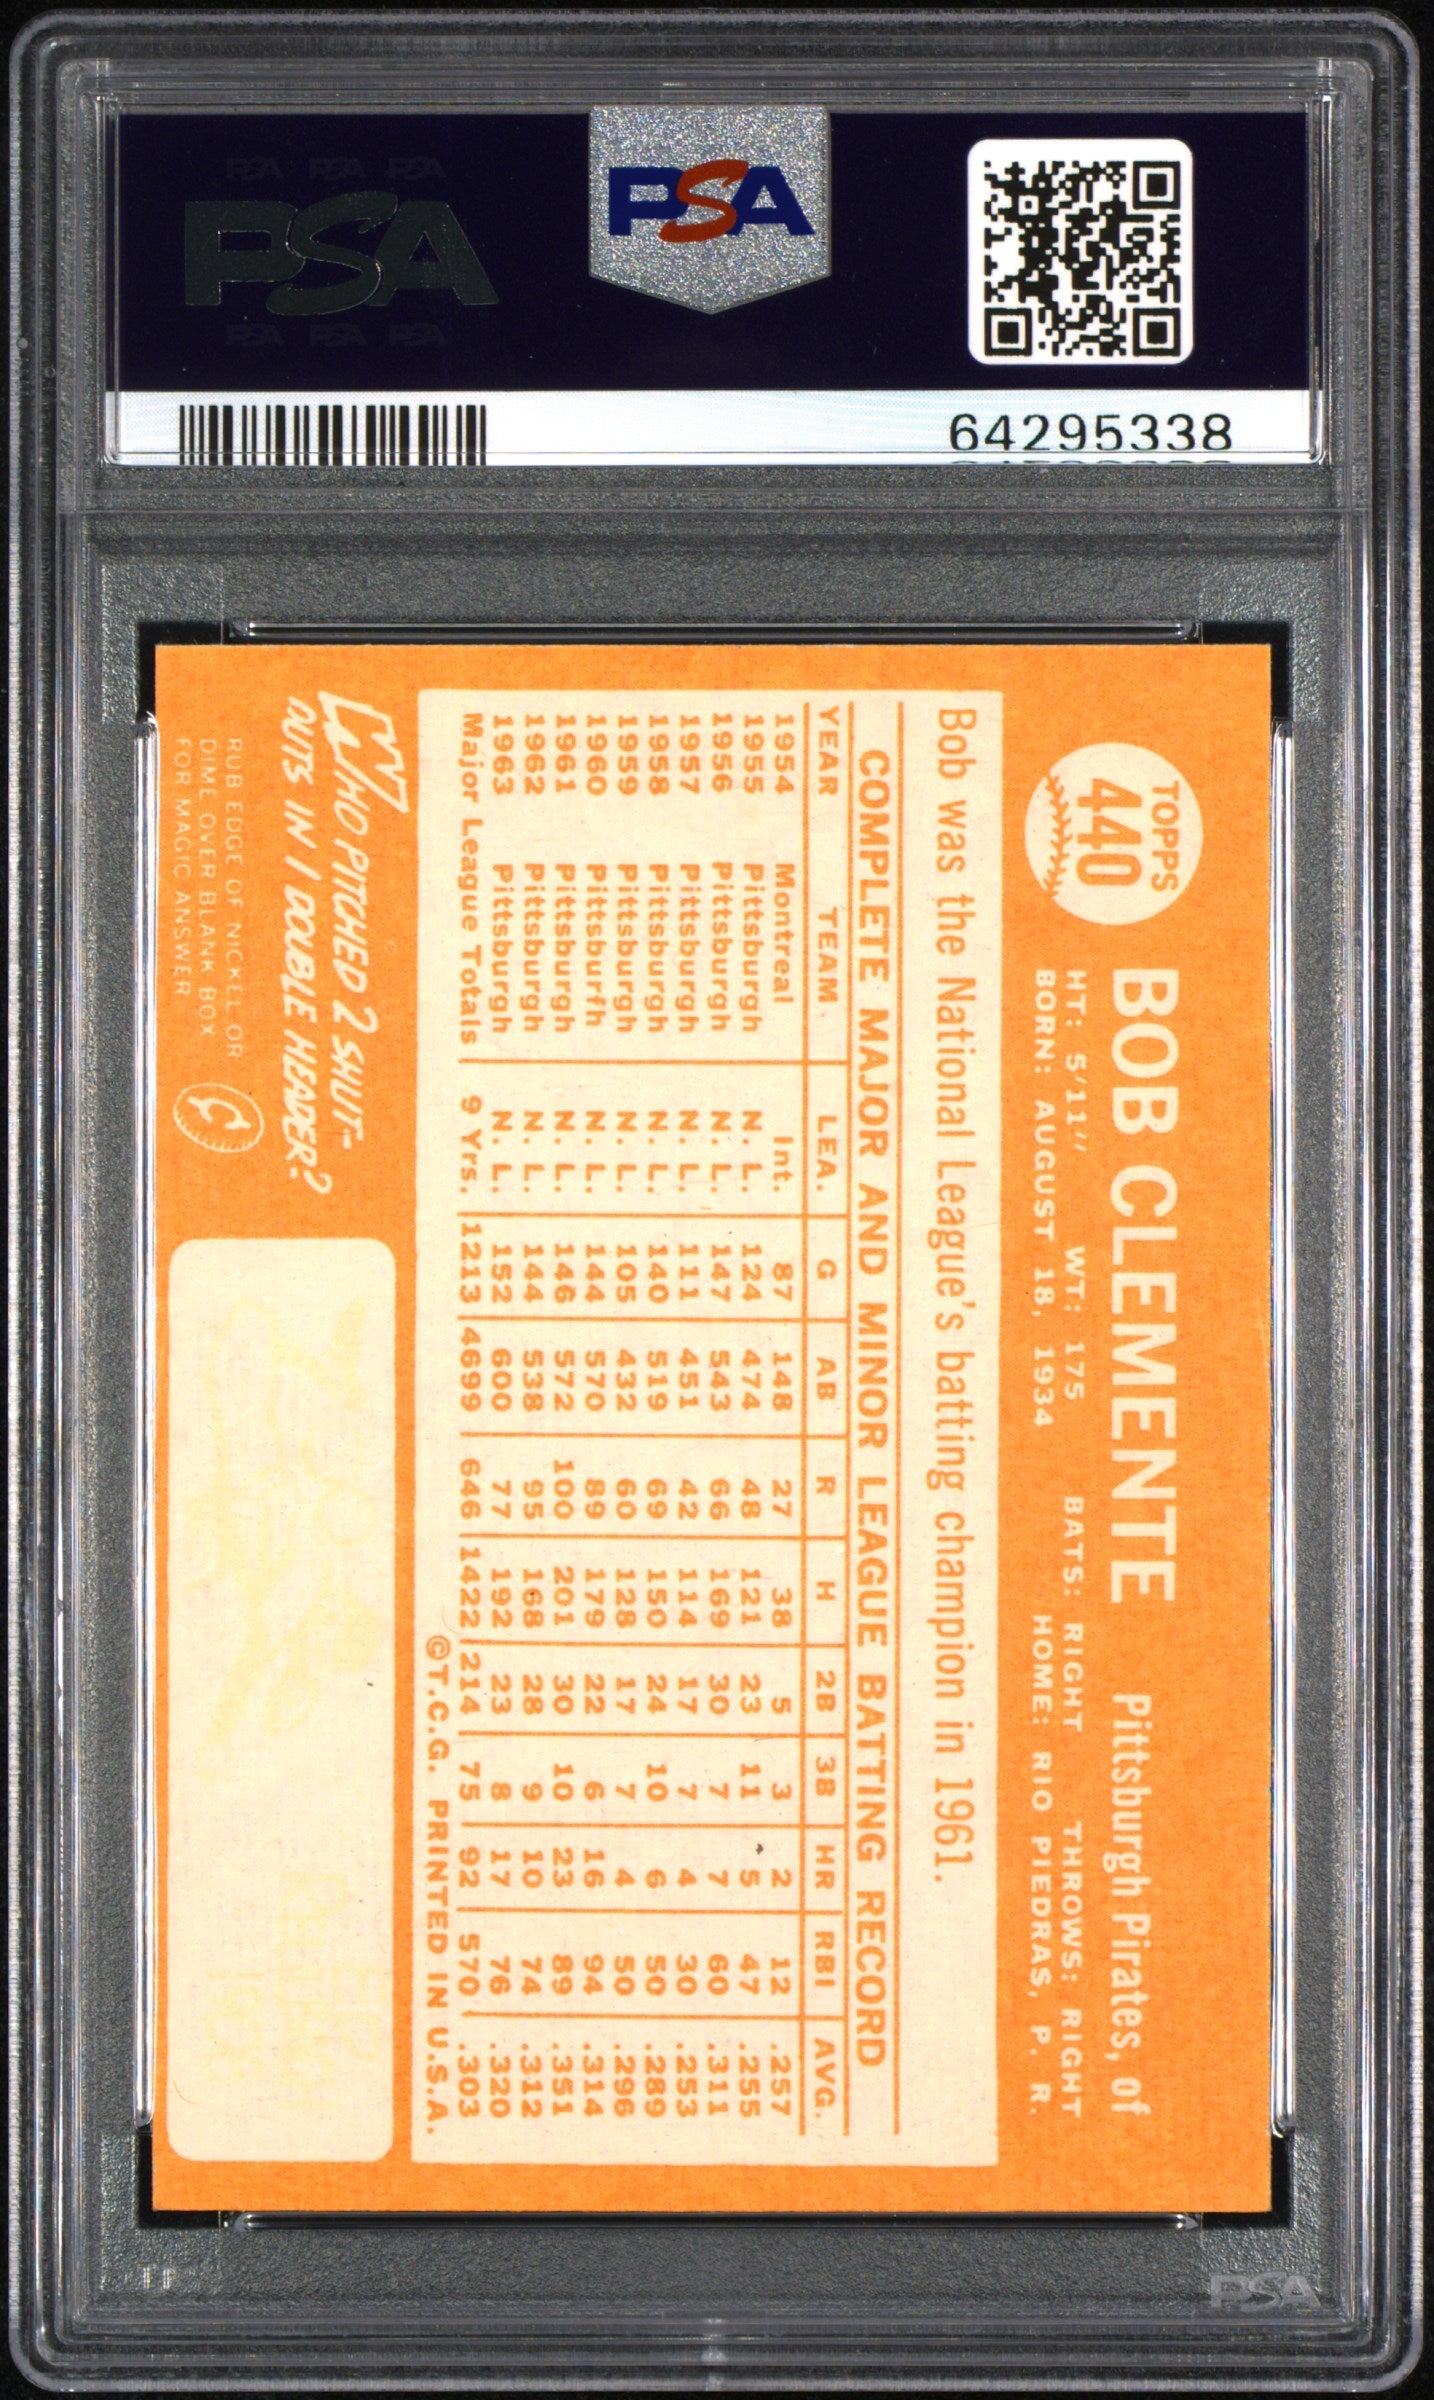 PSA PSA PSA
PSA
PSA PSA PSA
PSA
64295338
TOPPS
440
BOB CLEMENTE Pittsburgh Pirates, of
HT: 5'11" WT: 175 BATS: RIGHT THROWS: RIGHT
BORN: AUGUST 18, 1934 HOME: RIO PIEDRAS, P. R.
Bob was the National League's batting champion in 1961.
COMPLETE MAJOR AND MINOR LEAGUE BATTING RECORD
YEAR TEAM LEA. G AB R H 2B 3B HR RBI AVG.
1954 Montreal Int. 87 148 27 38 5 3 2 12 .257
1955 Pittsburgh N. L. 124 474 48 121 23 11 5 47 .255
1956 Pittsburgh N. L. 147 543 66 169 30 7 7 60 .311
1957 Pittsburgh N. L. 111 451 42 114 17 7 4 30 .253
1958 Pittsburgh N. L. 140 519 69 150 24 10 6 50 .289
1959 Pittsburgh N. L. 105 432 60 128 17 7 4 50 .296
1960 Pittsburfh N. L. 144 570 89 179 22 6 16 94 .314
1961 Pittsburgh N. L. 146 572 100 201 30 10 23 89 .351
1962 Pittsburgh N. L. 144 538 95 168 28 9 10 74 .312
1963 Pittsburgh N. L. 152 600 77 192 23 8 17 76 .320
Major League Totals 9 Yrs. 1213 4699 646 1422 214 75 92 570 .303
©T.C.G. PRINTED IN U.S.A.
WHO PITCHED 2 SHUT-
OUTS IN 1 DOUBLE HEADER?
RUB EDGE OF NICKEL OR
DIME OVER BLANK BOX
FOR MAGIC ANSWER
PSA